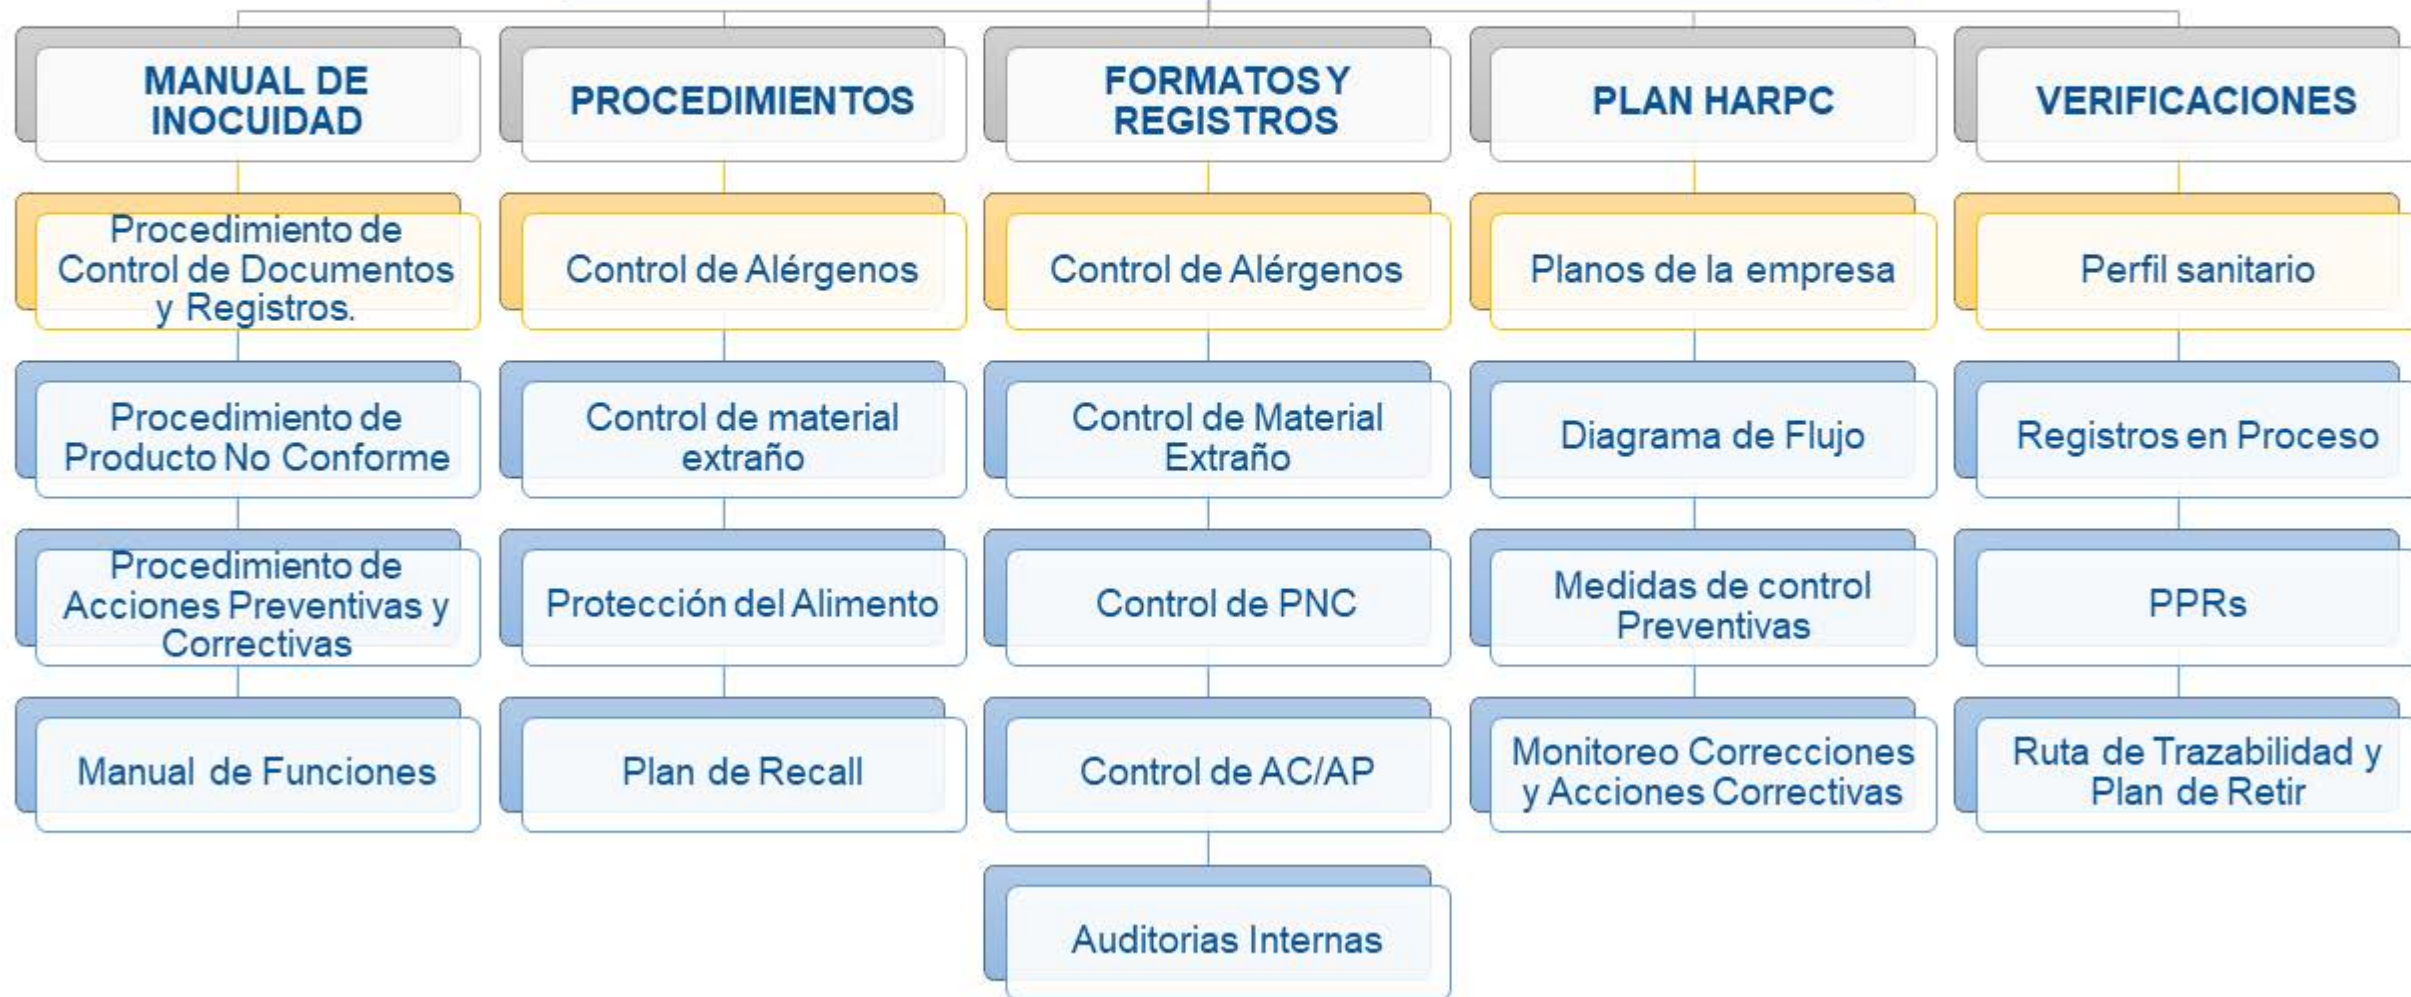 MANUAL DE
INOCUIDAD
Procedimiento de
Control de Documentos
y Registros.
Procedimiento de
Producto No Conforme
Procedimiento de
Acciones Preventivas y
Correctivas
Manual de Funciones
PROCEDIMIENTOS
Control de Alérgenos
Control de material
extraño
Protección del Alimento
Plan de Recall
FORMATOS Y
REGISTROS
Control de Alérgenos
Control de Material
Extraño
Control de PNC
Control de AC/AP
Auditorias Internas
PLAN HARPC
Planos de la empresa
Diagrama de Flujo
Medidas de control
Preventivas
Monitoreo Correcciones
y Acciones Correctivas
VERIFICACIONES
Perfil sanitario
Registros en Proceso
PPRs
Ruta de Trazabilidad y
Plan de Retir